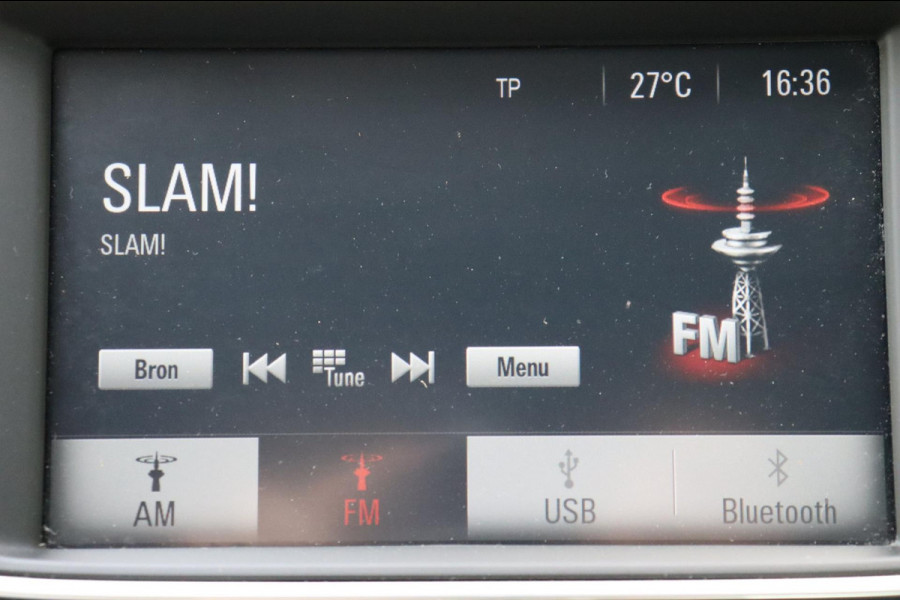 TP 27°C 16:36
SLAM!
SLAM!
FM
Bron Tune Menu
AM FM USB Bluetooth